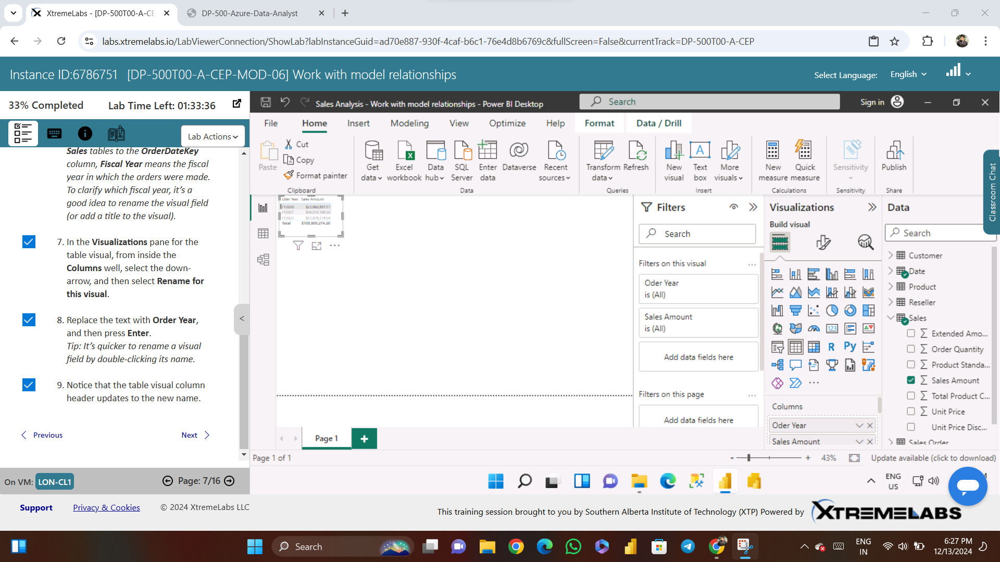 XtremeLabs - [DP-500T00-A-CE
DP-500-Azure-Data-Analyst
labs.xtremelabs.io/LabViewerConnection/ShowLab?labInstanceGuid=ad70e887-930f-4caf-b6c1-76e4d8b6769c&fullScreen=False&currentTrack=DP-500T00-A-CEP
Instance ID:6786751 [DP-500T00-A-CEP-MOD-06] Work with model relationships
Select Language: English
33% Completed
Lab Time Left: 01:33:36
Lab Actions
Sales tables to the OrderDateKey
column, Fiscal Year means the fiscal
year in which the orders were made.
To clarify which fiscal year, it's a
good idea to rename the visual field
(or add a title to the visual).
7. In the Visualizations pane for the
table visual, from inside the
Columns well, select the down-
arrow, and then select Rename for
this visual.
8. Replace the text with Order Year,
and then press Enter.
Tip: It's quicker to rename a visual
field by double-clicking its name.
9. Notice that the table visual column
header updates to the new name.
Previous
Next
On VM: LON-CL1
Page: 7/16
<
Sales Analysis - Work with model relationships - Power BI Desktop
Search
Sign in
File Home Insert Modeling View Optimize Help Format Data / Drill
Paste
Cut
Copy
Format painter
Clipboard
Get data
Excel workbook
Data hub
SQL Server
Enter data
Dataverse
Recent sources
Data
Transform data
Refresh
Queries
New visual
Text box
More visuals
Insert
New measure
Quick measure
Calculations
Sensitivity
Sensitivity
Publish
Share
Classroom Chat
Oder Year Sales Amount
FY2020 $23,860,891.17
FY2021 $34,070,108.50
FY2022 $51,878,274.54
Total $109,809,274.20
Filters
Search
Filters on this visual
Oder Year
is (All)
Sales Amount
is (All)
Add data fields here
Filters on this page
Add data fields here
Visualizations
Build visual
123
R
Py
Columns
Oder Year
Sales Amount
Data
Search
Customer
Date
Product
Reseller
Sales
Extended Amo...
Order Quantity
Product Standa...
Sales Amount
Total Product C...
Unit Price
Unit Price Disc...
Sales Order
Page 1
Page 1 of 1
43%
Update available (click to download)
ENG
US
Support
Privacy & Cookies
© 2024 XtremeLabs LLC
This training session brought to you by Southern Alberta Institute of Technology (XTP) Powered by
XTREMELABS
Search
ENG
IN
6:27 PM
12/13/2024